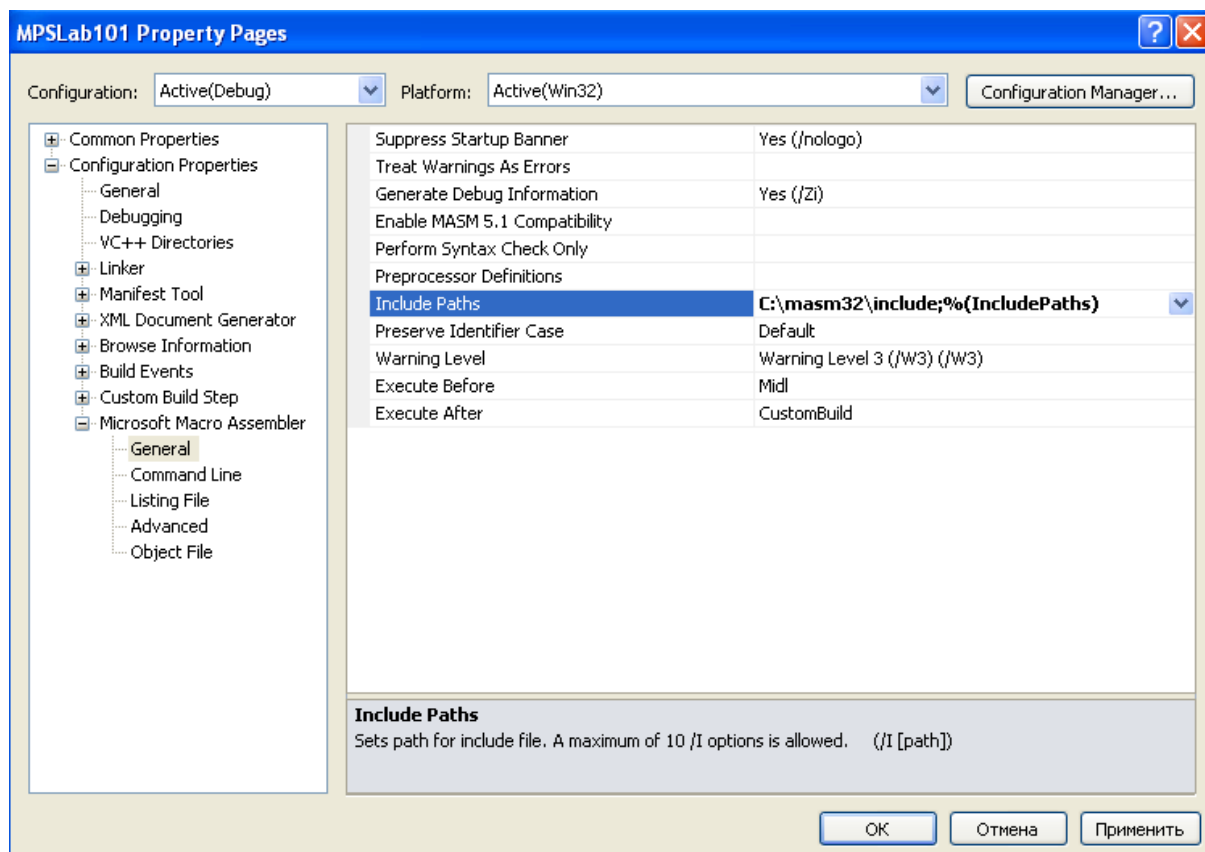 MPSLab101 Property Pages
Configuration: Active(Debug) Platform: Active(Win32) Configuration Manager...
Common Properties
Configuration Properties
General
Debugging
VC++ Directories
Linker
Manifest Tool
XML Document Generator
Browse Information
Build Events
Custom Build Step
Microsoft Macro Assembler
General
Command Line
Listing File
Advanced
Object File
Suppress Startup Banner Yes (/nologo)
Treat Warnings As Errors
Generate Debug Information Yes (/Zi)
Enable MASM 5.1 Compatibility
Perform Syntax Check Only
Preprocessor Definitions
Include Paths C:\masm32\include;%(IncludePaths)
Preserve Identifier Case Default
Warning Level Warning Level 3 (/W3) (/W3)
Execute Before Midl
Execute After CustomBuild
Include Paths
Sets path for include file. A maximum of 10 /I options is allowed. (/I [path])
ОК Отмена Применить